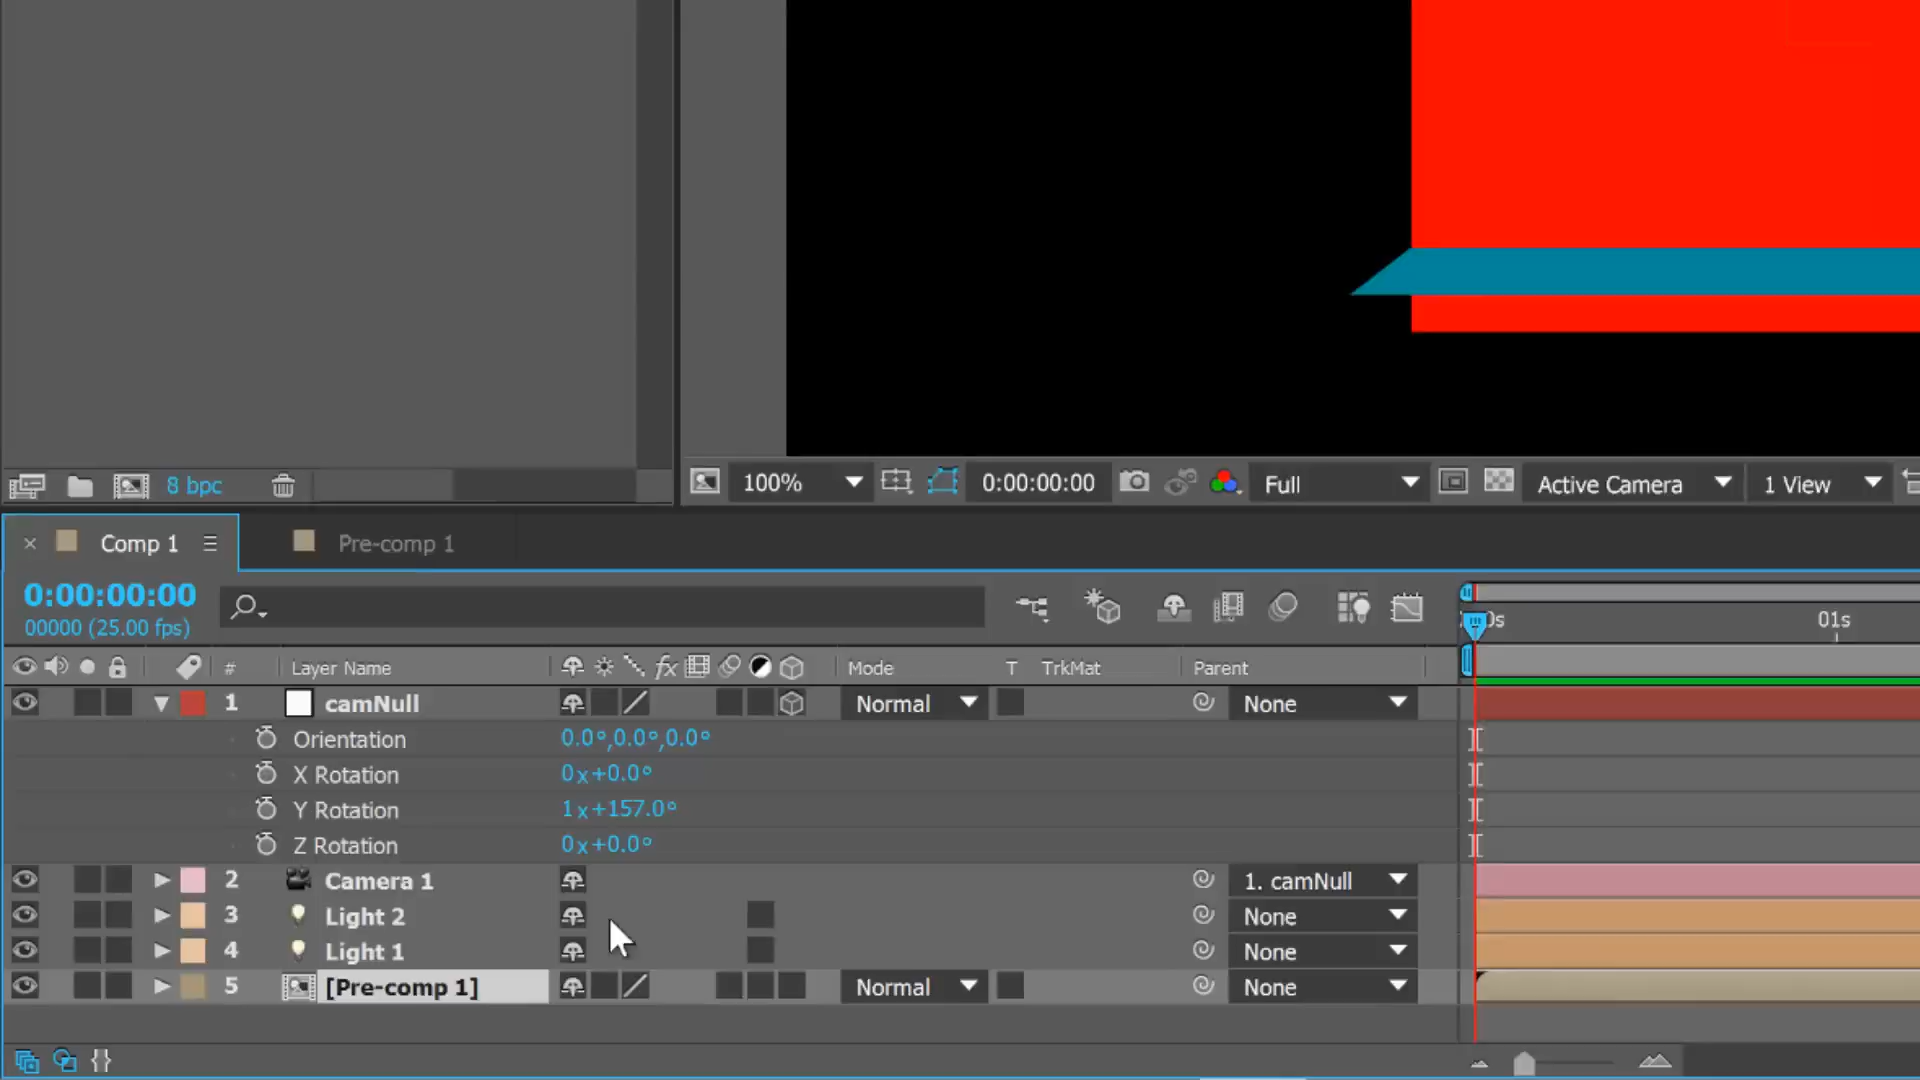 8 bpc
100%
0:00:00:00
Full
Active Camera
1 View
Comp 1
Pre-comp 1
0:00:00:00
00000 (25.00 fps)
01s
# Layer Name
fx
Mode
T TrkMat
Parent
1 camNull
Normal
None
Orientation
0.0°,0.0°,0.0°
X Rotation
0x+0.0°
Y Rotation
1x+157.0°
Z Rotation
0x+0.0°
2 Camera 1
1. camNull
3 Light 2
None
4 Light 1
None
5 [Pre-comp 1]
Normal
None